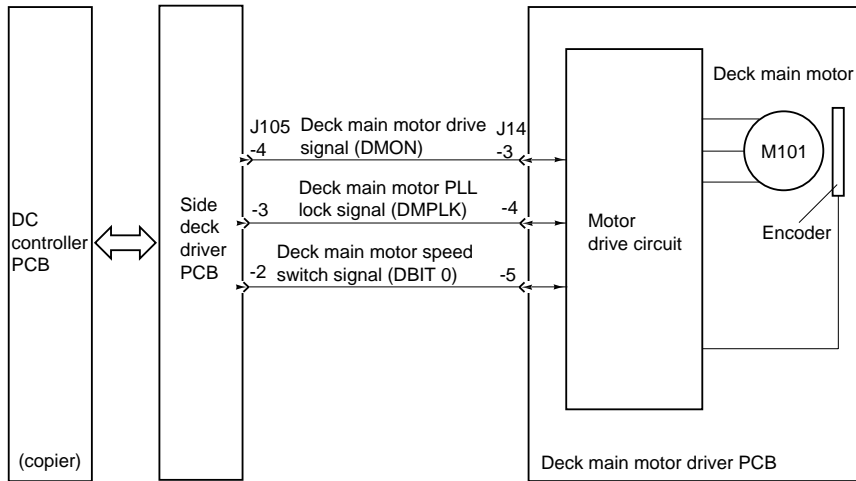 Deck main motor
J105
Deck main motor drive
signal (DMON)
J14
-4
-3
M101
Deck main motor PLL
lock signal (DMPLK)
-3
-4
DC
controller
PCB
Side
deck
driver
PCB
Motor
drive circuit
Encoder
Deck main motor speed
switch signal (DBIT 0)
-2
-5
(copier)
Deck main motor driver PCB